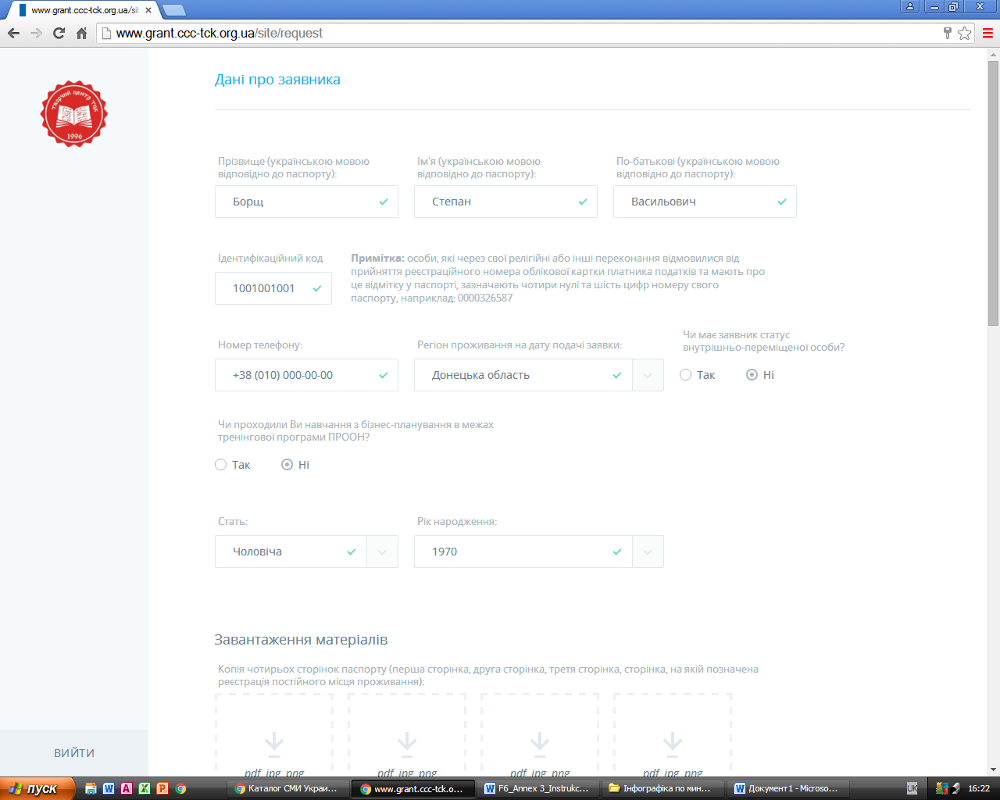 www.grant.ccc-tck.org.ua/sit
www.grant.ccc-tck.org.ua/site/request
ТВОРЧИЙ ЦЕНТР ТЦК
1996
Дані про заявника
Прізвище (українською мовою відповідно до паспорту):
Ім'я (українською мовою відповідно до паспорту):
По-батькові (українською мовою відповідно до паспорту):
Борщ
Степан
Васильович
Ідентифікаційний код
1001001001
Примітка: особи, які через свої релігійні або інші переконання відмовилися від
прийняття реєстраційного номера облікової картки платника податків та мають про
це відмітку у паспорті, зазначають чотири нулі та шість цифр номеру свого
паспорту, наприклад: 0000326587
Номер телефону:
+38 (010) 000-00-00
Регіон проживання на дату подачі заявки:
Донецька область
Чи має заявник статус
внутрішньо-переміщеної особи?
Так
Ні
Чи проходили Ви навчання з бізнес-планування в межах
тренінгової програми ПРООН?
Так
Ні
Стать:
Чоловіча
Рік народження:
1970
Завантаження матеріалів
Копія чотирьох сторінок паспорту (перша сторінка, друга сторінка, третя сторінка, сторінка, на якій позначена
реєстрація постійного місця проживання):
pdf, jpg, png
pdf, jpg, png
pdf, jpg, png
pdf, jpg, png
ВИЙТИ
пуск
Каталог СМИ Украи...
www.grant.ccc-tck.o...
F6_Annex 3_Instrukc...
Інфографіка по мин...
Документ1 - Microso...
UK
16:22